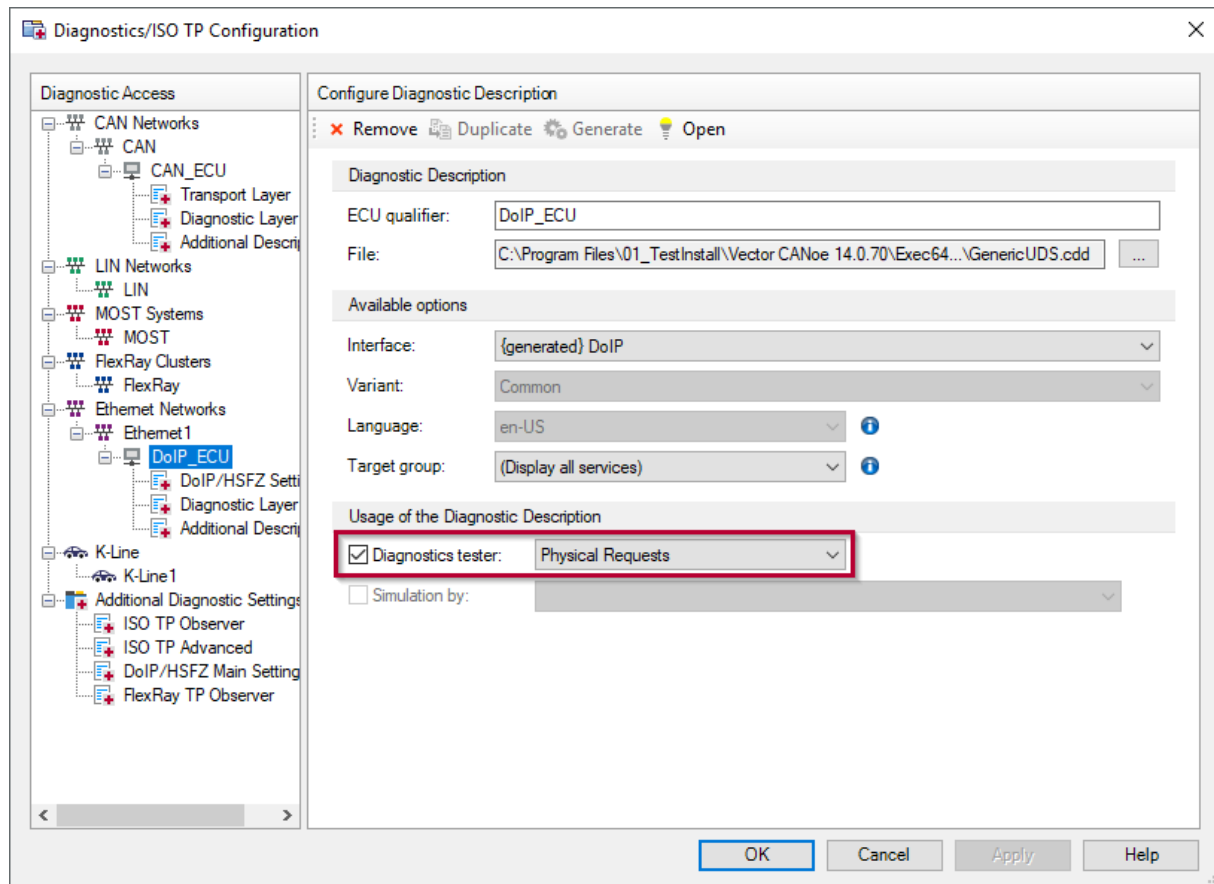 Diagnostics/ISO TP Configuration
Diagnostic Access
CAN Networks
CAN
CAN_ECU
Transport Layer
Diagnostic Layer
Additional Descri
LIN Networks
LIN
MOST Systems
MOST
FlexRay Clusters
FlexRay
Ethernet Networks
Ethernet1
DoIP_ECU
DoIP/HSFZ Setti
Diagnostic Layer
Additional Descri
K-Line
K-Line1
Additional Diagnostic Settings
ISO TP Observer
ISO TP Advanced
DoIP/HSFZ Main Setting
FlexRay TP Observer
Configure Diagnostic Description
Remove Duplicate Generate Open
Diagnostic Description
ECU qualifier: DoIP_ECU
File: C:\Program Files\01_TestInstall\Vector CANoe 14.0.70\Exec64...\GenericUDS.cdd ...
Available options
Interface: {generated} DoIP
Variant: Common
Language: en-US
Target group: (Display all services)
Usage of the Diagnostic Description
Diagnostics tester: Physical Requests
Simulation by:
OK Cancel Apply Help